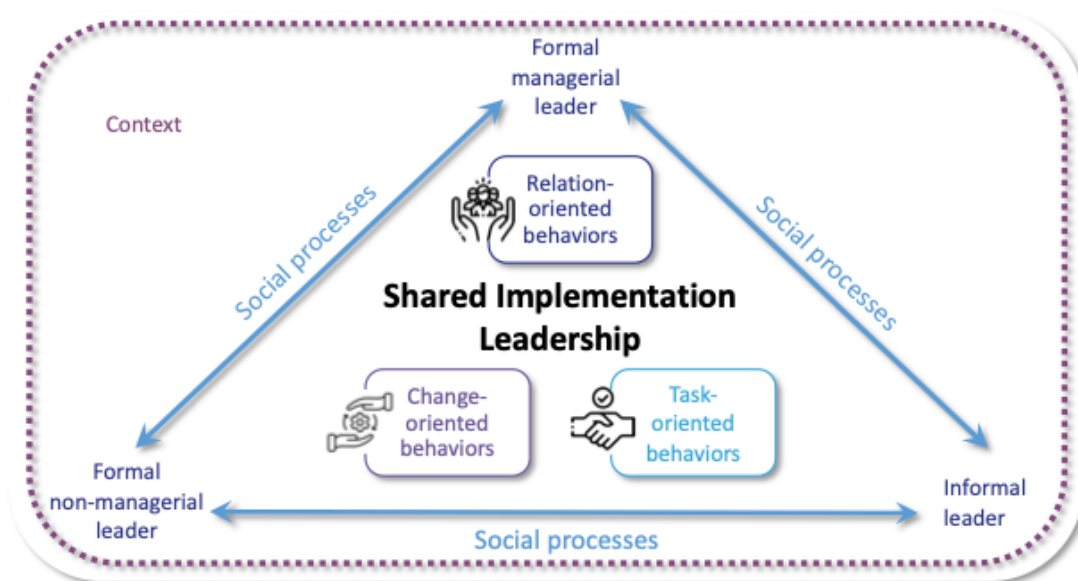 Formal
managerial
leader
Context
Relation-
oriented
behaviors
Social processes
Social processes
Shared Implementation
Leadership
Change-
oriented
behaviors
Task-
oriented
behaviors
Formal
non-managerial
leader
Informal
leader
Social processes